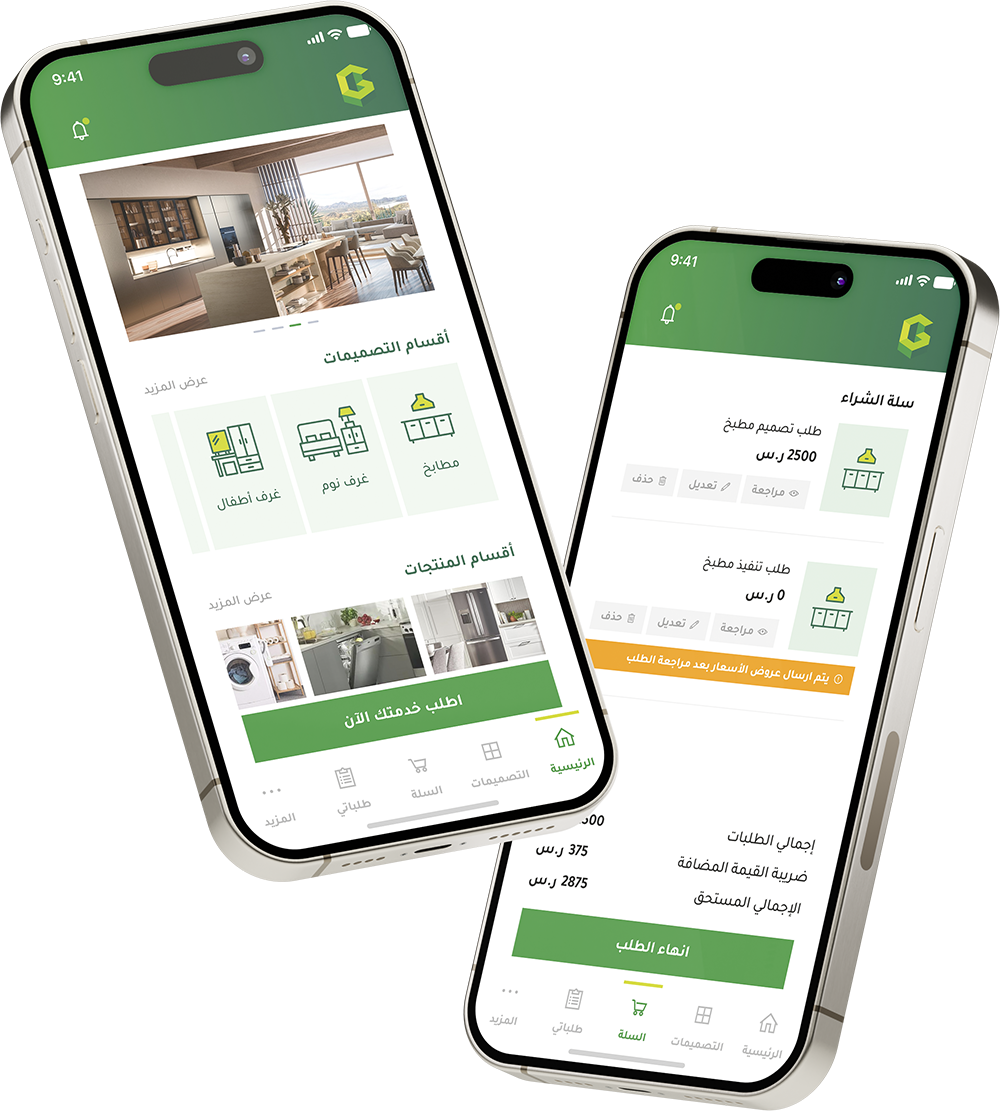 9:41
أقسام التصميمات
عرض المزيد
مطابخ
غرف نوم
غرف أطفال
أقسام المنتجات
عرض المزيد
اطلب خدمتك الآن
الرئيسية
التصميمات
السلة
طلباتي
المزيد
9:41
سلة الشراء
طلب تصميم مطبخ
2500 ر.س
مراجعة
تعديل
حذف
طلب تنفيذ مطبخ
0 ر.س
مراجعة
تعديل
حذف
يتم ارسال عروض الأسعار بعد مراجعة الطلب
إجمالي الطلبات
ضريبة القيمة المضافة 375 ر.س
الإجمالي المستحق 2875 ر.س
انهاء الطلب
الرئيسية
التصميمات
السلة
طلباتي
المزيد